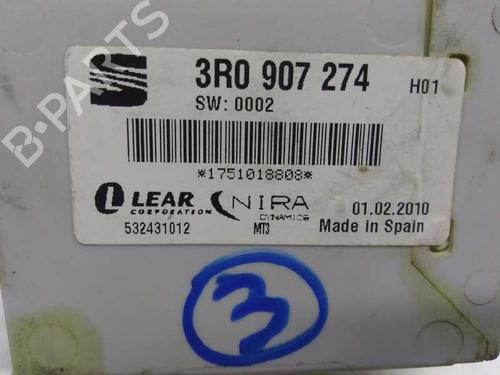 3R0 907 274 H01
SW: 0002
*1751018808*
LEAR NIRA 01.02.2010
CORPORATION DYNAMICS
532431012 MT3 Made in Spain
3
B-PARTS